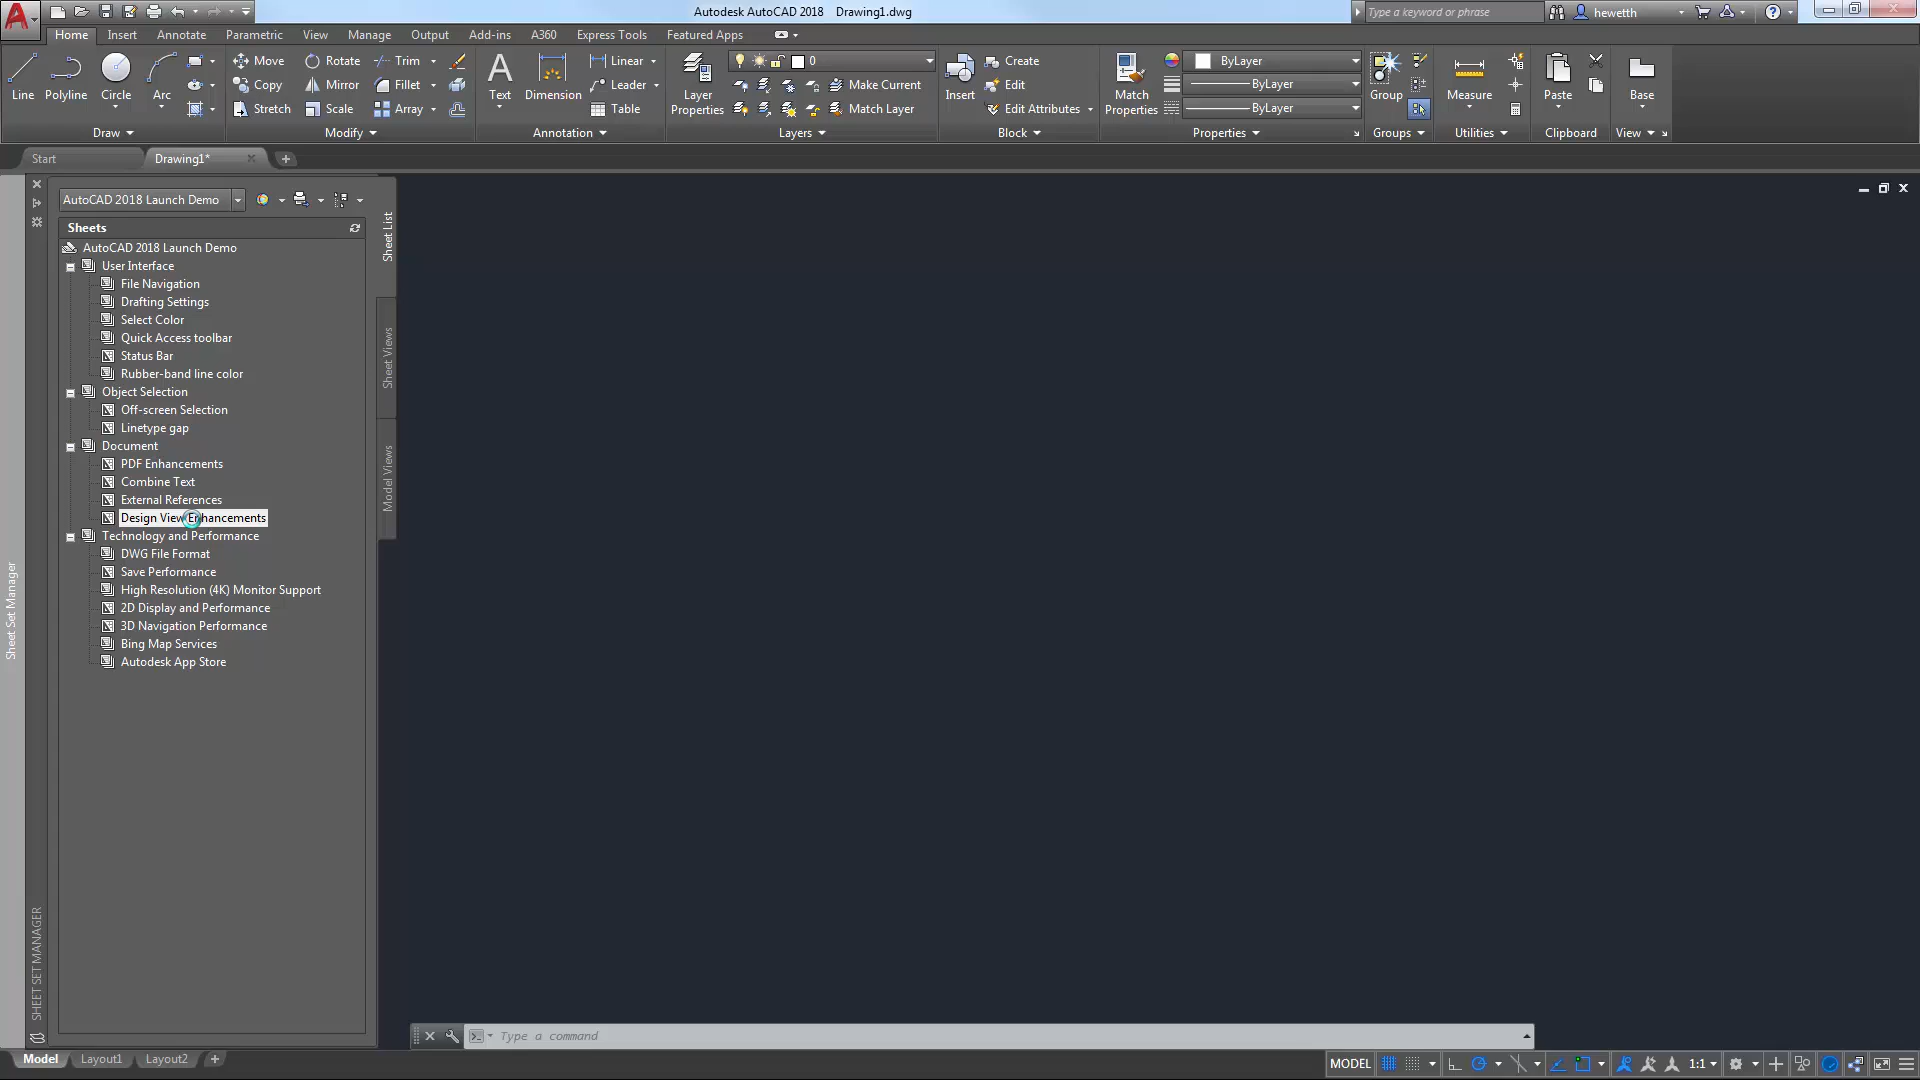 Autodesk AutoCAD 2018 Drawing1.dwg
Type a keyword or phrase
hewetth
Home Insert Annotate Parametric View Manage Output Add-ins A360 Express Tools Featured Apps
Line
Polyline
Circle
Arc
Draw
Move Rotate Trim
Copy Mirror Fillet
Stretch Scale Array
Modify
Text
Dimension
Linear
Leader
Table
Annotation
Layer
Properties
0
Make Current
Match Layer
Layers
Insert
Create
Edit
Edit Attributes
Block
Match
Properties
ByLayer
ByLayer
ByLayer
Properties
Group
Groups
Measure
Utilities
Paste
Clipboard
Base
View
Start Drawing1*
AutoCAD 2018 Launch Demo
Sheets
AutoCAD 2018 Launch Demo
User Interface
File Navigation
Drafting Settings
Select Color
Quick Access toolbar
Status Bar
Rubber-band line color
Object Selection
Off-screen Selection
Linetype gap
Document
PDF Enhancements
Combine Text
External References
Design View Enhancements
Technology and Performance
DWG File Format
Save Performance
High Resolution (4K) Monitor Support
2D Display and Performance
3D Navigation Performance
Bing Map Services
Autodesk App Store
Sheet List
Sheet Views
Model Views
Sheet Set Manager
SHEET SET MANAGER
Type a command
Model Layout1 Layout2
MODEL 1:1